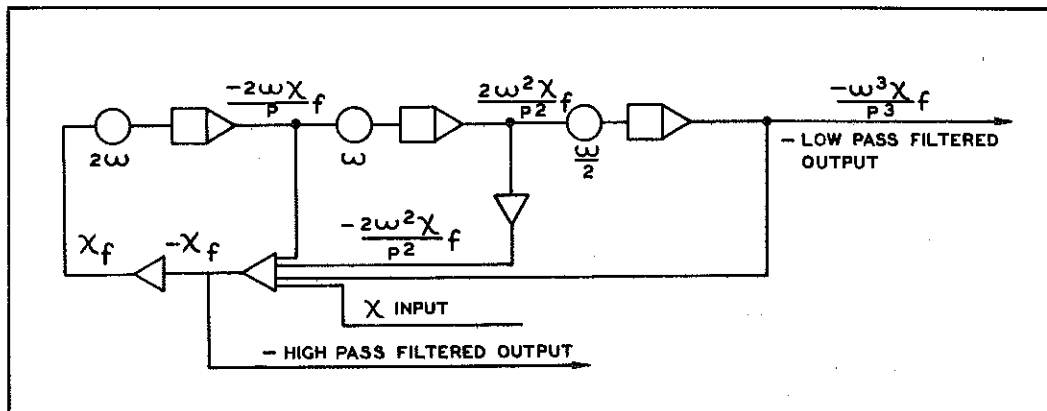 -2ωχ/p f
2ω²χ/p² f
-ω³χ/p³ f
2ω
ω
ω/2
- LOW PASS FILTERED
OUTPUT
-2ω²χ/p² f
χf
-χf
χ INPUT
- HIGH PASS FILTERED OUTPUT